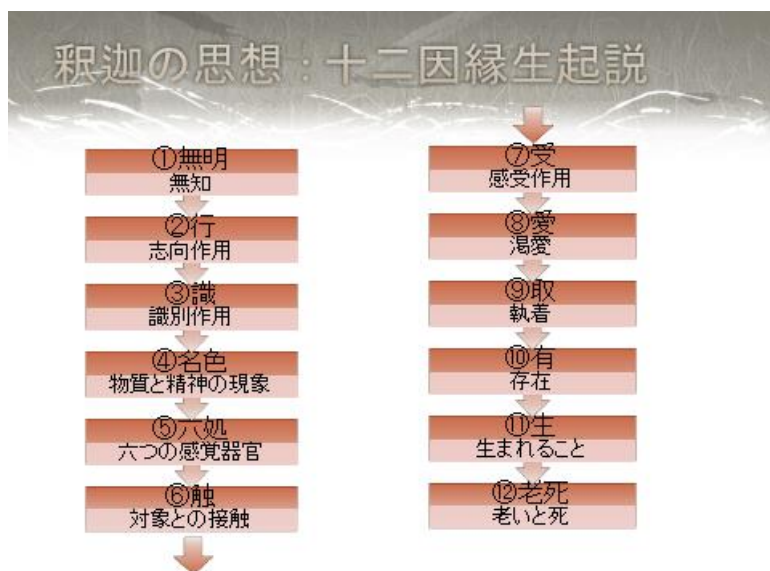 釈迦の思想：十二因縁生起説
①無明
無知
②行
志向作用
③識
識別作用
④名色
物質と精神の現象
⑤六処
六つの感覚器官
⑥触
対象との接触
⑦受
感受作用
⑧愛
渇愛
⑨取
執着
⑩有
存在
⑪生
生まれること
⑫老死
老いと死